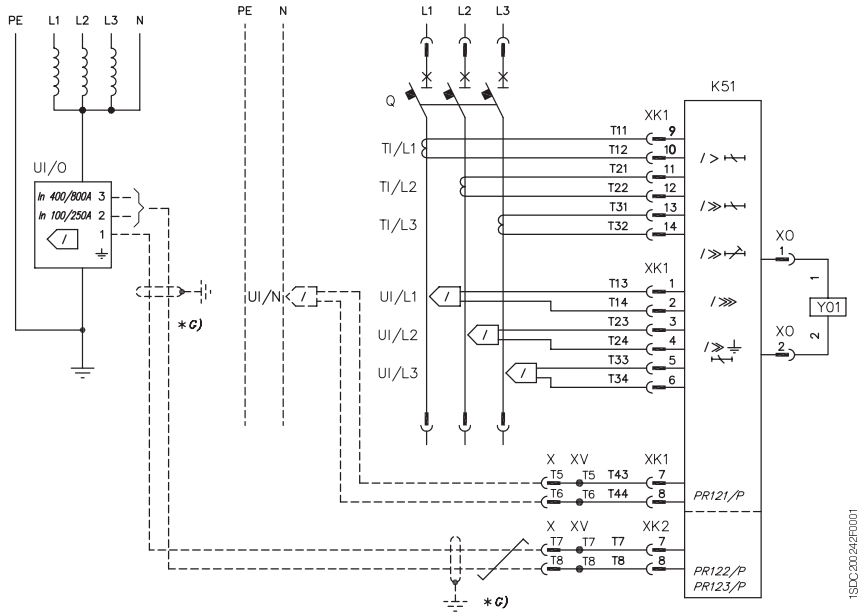 PE L1 L2 L3 N
PE N
L1 L2 L3
Q
K51
XK1
UI/O
In 400/800A 3
In 100/250A 2
1
/
TI/L1
TI/L2
TI/L3
T11 9
T12 10
T21 11
T22 12
T31 13
T32 14
/ >
/ ≫
/ ≫
/ ⋙
/ ≫
XO
1
1
Y01
2
XO
2
*G)
UI/N /
XK1
UI/L1 / T13 1
T14 2
UI/L2 / T23 3
T24 4
UI/L3 / T33 5
T34 6
X XV XK1
T5 T5 T43 7
T6 T6 T44 8
PR121/P
X XV XK2
T7 T7 T7 7
T8 T8 T8 8
PR122/P
PR123/P
*G)
1SDC200242F0001